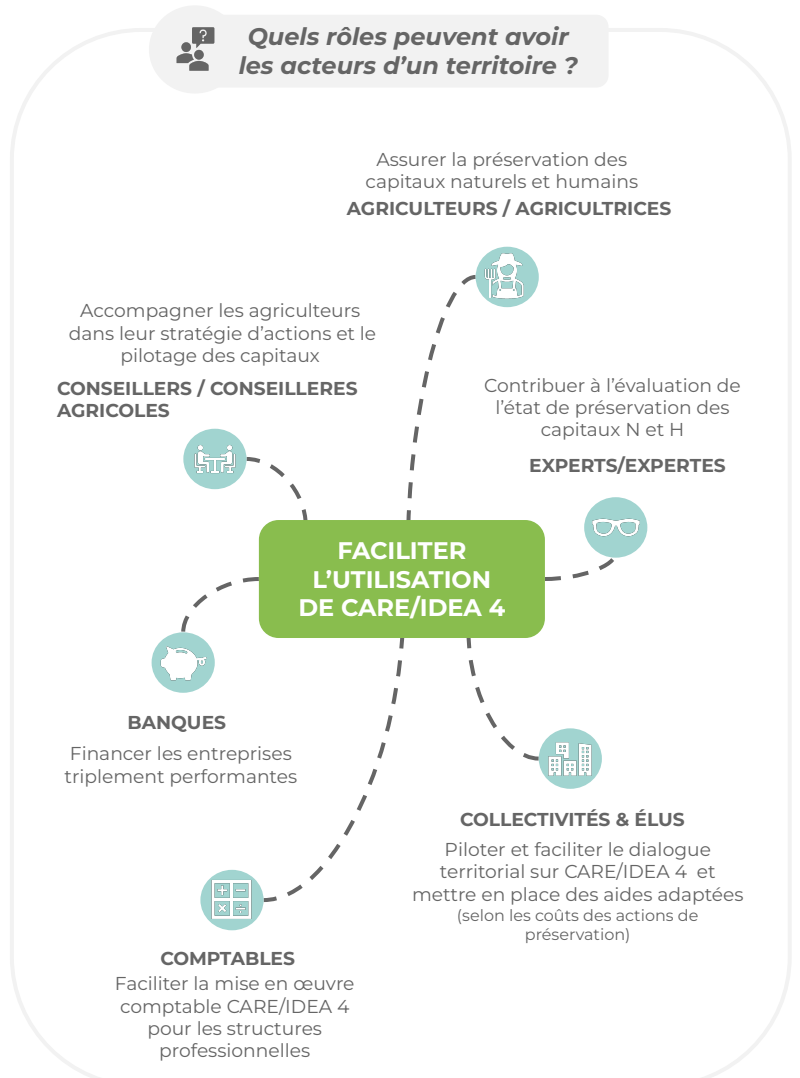 Quels rôles peuvent avoir
les acteurs d'un territoire ?
Assurer la préservation des
capitaux naturels et humains
AGRICULTEURS / AGRICULTRICES
Accompagner les agriculteurs
dans leur stratégie d'actions et le
pilotage des capitaux
CONSEILLERS / CONSEILLERES
AGRICOLES
Contribuer à l'évaluation de
l'état de préservation des
capitaux N et H
EXPERTS/EXPERTES
FACILITER
L'UTILISATION
DE CARE/IDEA 4
BANQUES
Financer les entreprises
triplement performantes
COLLECTIVITÉS & ÉLUS
Piloter et faciliter le dialogue
territorial sur CARE/IDEA 4 et
mettre en place des aides adaptées
(selon les coûts des actions de
préservation)
COMPTABLES
Faciliter la mise en œuvre
comptable CARE/IDEA 4
pour les structures
professionnelles